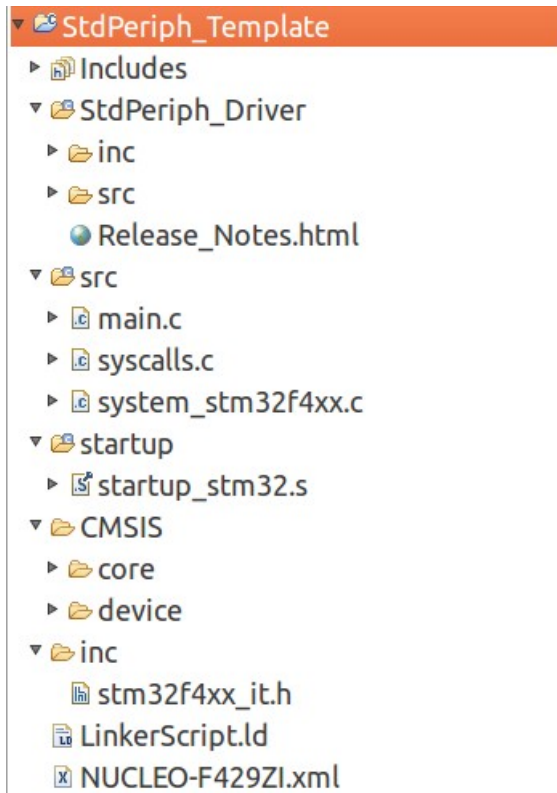 StdPeriph_Template
Includes
StdPeriph_Driver
inc
src
Release_Notes.html
src
main.c
syscalls.c
system_stm32f4xx.c
startup
startup_stm32.s
CMSIS
core
device
inc
stm32f4xx_it.h
LinkerScript.ld
NUCLEO-F429ZI.xml